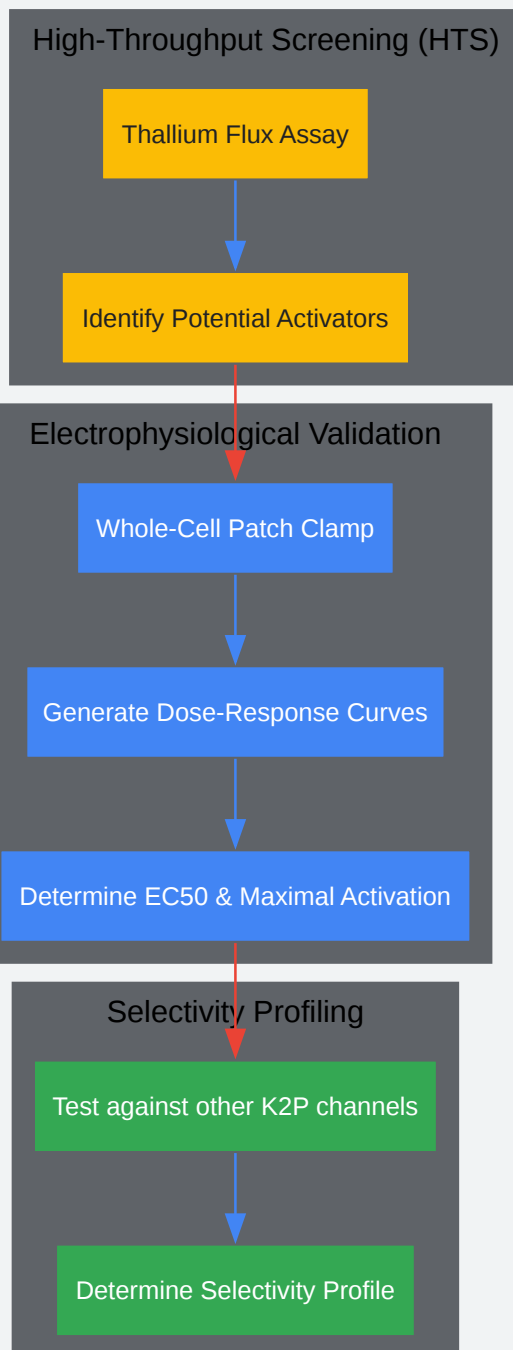 High-Throughput Screening (HTS)
Thallium Flux Assay
Identify Potential Activators
Electrophysiological Validation
Whole-Cell Patch Clamp
Generate Dose-Response Curves
Determine EC50 & Maximal Activation
Selectivity Profiling
Test against other K2P channels
Determine Selectivity Profile